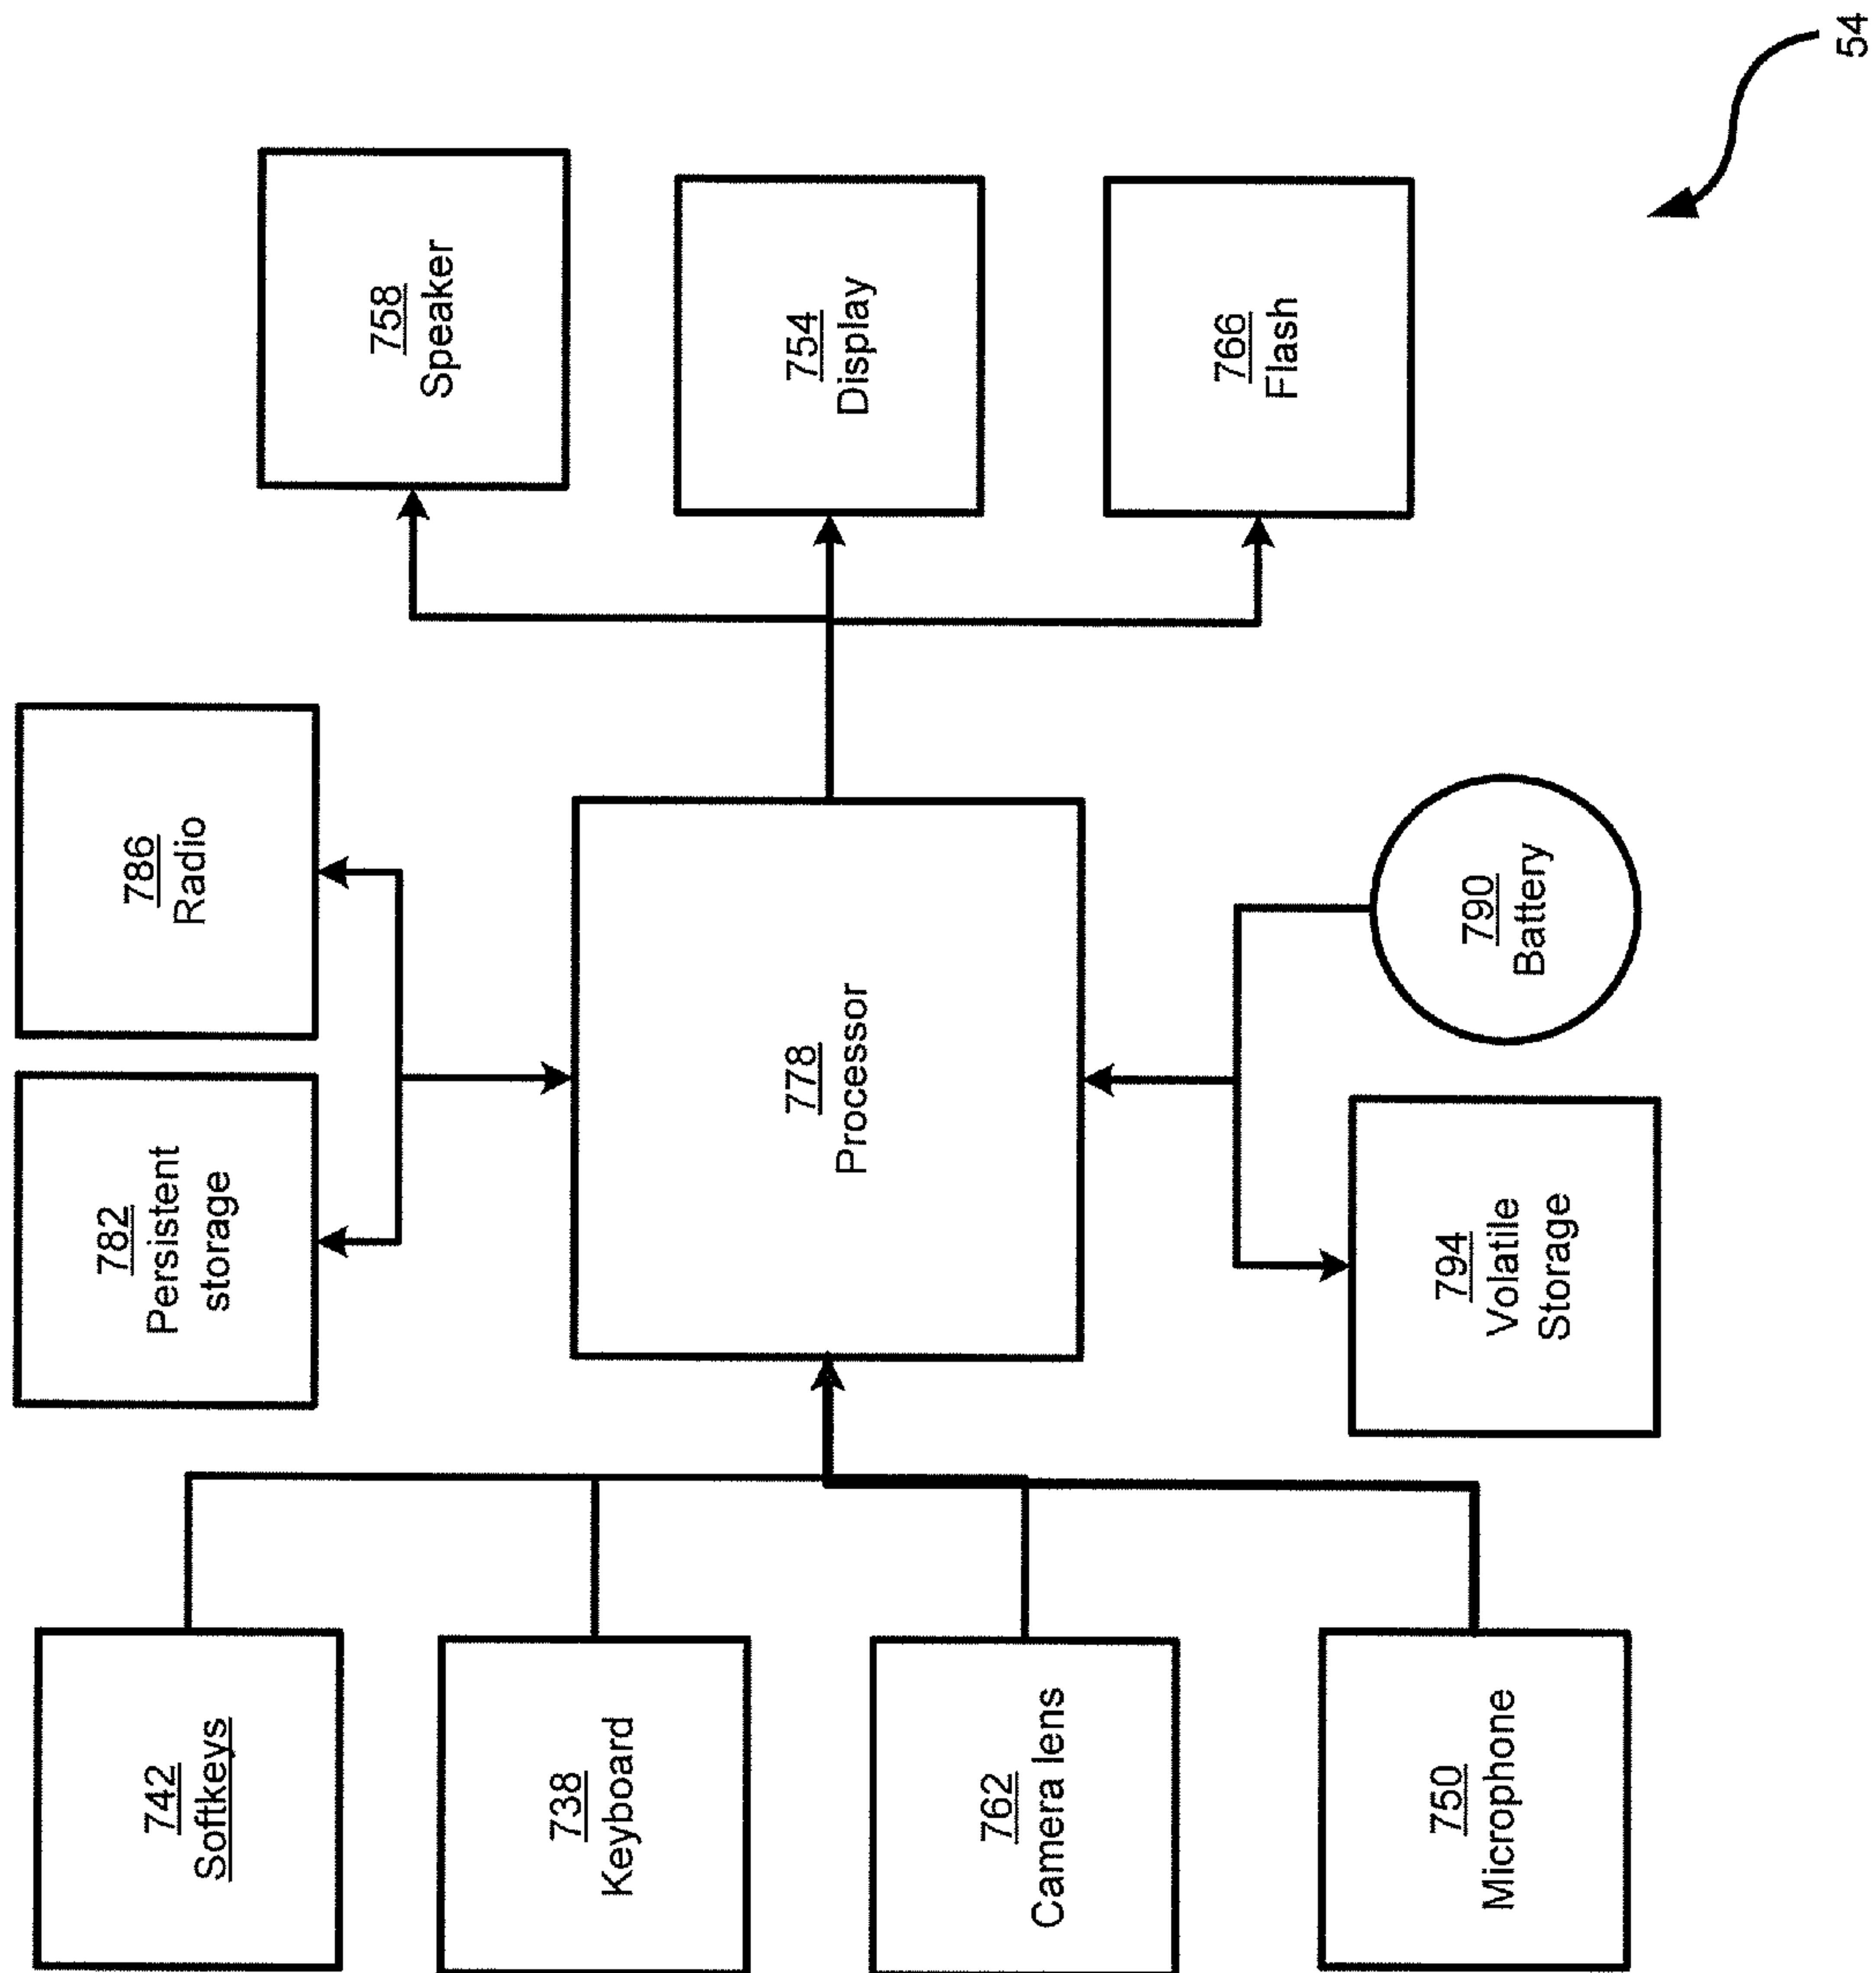 742
Softkeys
738
Keyboard
762
Camera lens
750
Microphone
782
Persistent
storage
786
Radio
778
Processor
794
Volatile
Storage
790
Battery
758
Speaker
754
Display
766
Flash
54